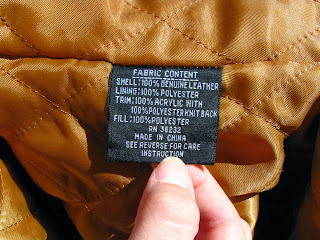 FABRIC CONTENT
SHELL: 100% GENUINE LEATHER
LINING: 100% POLYESTER
TRIM: 100% ACRYLIC WITH
100% POLYESTER KNIT BACK
FILL: 100% POLYESTER
RN 36232
MADE IN CHINA
SEE REVERSE FOR CARE
INSTRUCTION